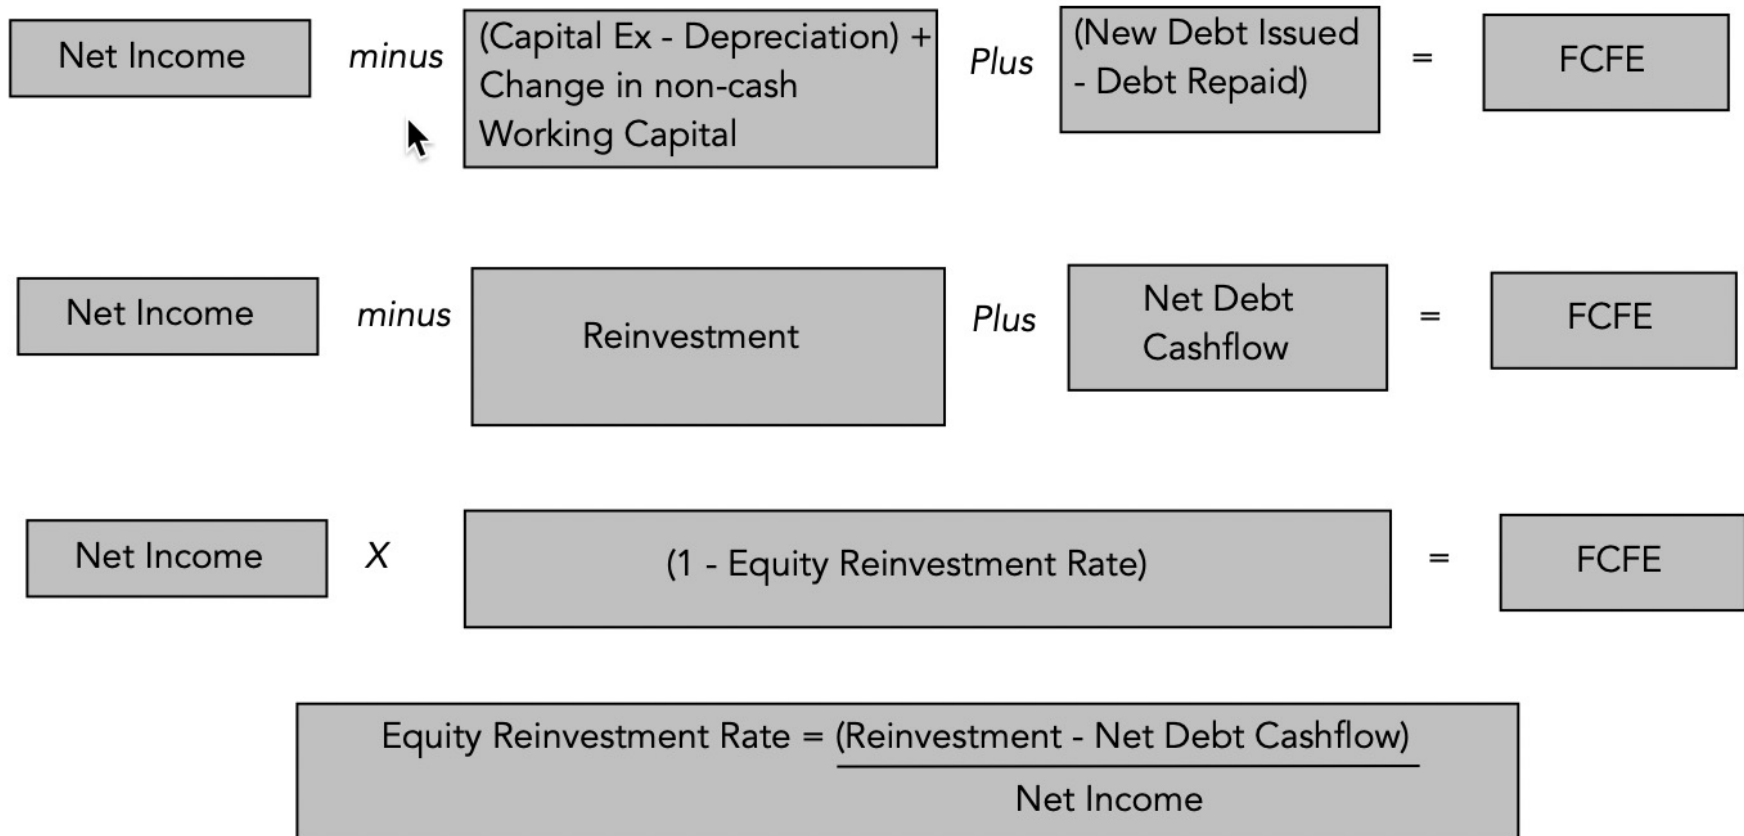 Net Income minus (Capital Ex - Depreciation) + Plus (New Debt Issued = FCFE
Change in non-cash - Debt Repaid)
Working Capital
Net Income minus Reinvestment Plus Net Debt = FCFE
Cashflow
Net Income X (1 - Equity Reinvestment Rate) = FCFE
Equity Reinvestment Rate = (Reinvestment - Net Debt Cashflow)
Net Income